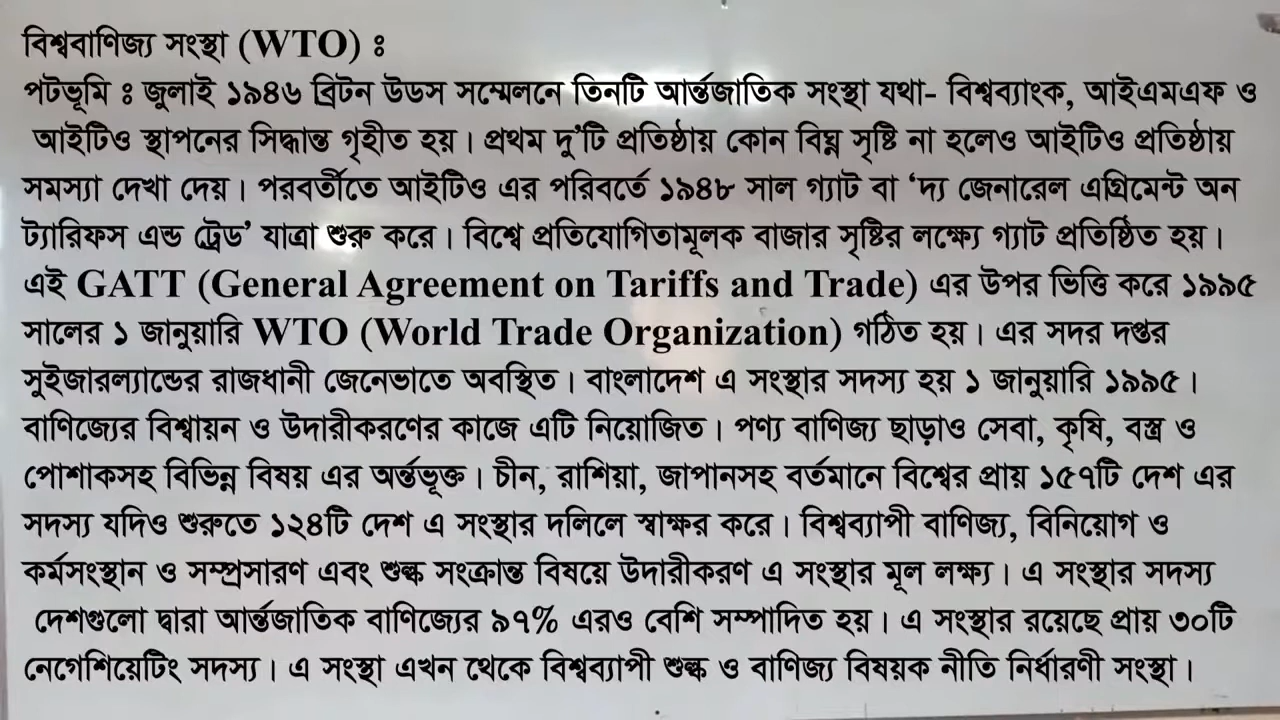 বিশ্ববাণিজ্য সংস্থা (WTO) ঃ
পটভূমি ঃ জুলাই ১৯৪৬ ব্রিটন উডস সম্মেলনে তিনটি আর্ন্তজাতিক সংস্থা যথা- বিশ্বব্যাংক, আইএমএফ ও
আইটিও স্থাপনের সিদ্ধান্ত গৃহীত হয়। প্রথম দু’টি প্রতিষ্ঠায় কোন বিঘ্ন সৃষ্টি না হলেও আইটিও প্রতিষ্ঠায়
সমস্যা দেখা দেয়। পরবর্তীতে আইটিও এর পরিবর্তে ১৯৪৮ সাল গ্যাট বা ‘দ্য জেনারেল এগ্রিমেন্ট অন
ট্যারিফস এন্ড ট্রেড’ যাত্রা শুরু করে। বিশ্বে প্রতিযোগিতামূলক বাজার সৃষ্টির লক্ষ্যে গ্যাট প্রতিষ্ঠিত হয়।
এই GATT (General Agreement on Tariffs and Trade) এর উপর ভিত্তি করে ১৯৯৫
সালের ১ জানুয়ারি WTO (World Trade Organization) গঠিত হয়। এর সদর দপ্তর
সুইজারল্যান্ডের রাজধানী জেনেভাতে অবস্থিত। বাংলাদেশ এ সংস্থার সদস্য হয় ১ জানুয়ারি ১৯৯৫।
বাণিজ্যের বিশ্বায়ন ও উদারীকরণের কাজে এটি নিয়োজিত। পণ্য বাণিজ্য ছাড়াও সেবা, কৃষি, বস্ত্র ও
পোশাকসহ বিভিন্ন বিষয় এর অর্ন্তভূক্ত। চীন, রাশিয়া, জাপানসহ বর্তমানে বিশ্বের প্রায় ১৫৭টি দেশ এর
সদস্য যদিও শুরুতে ১২৪টি দেশ এ সংস্থার দলিলে স্বাক্ষর করে। বিশ্বব্যাপী বাণিজ্য, বিনিয়োগ ও
কর্মসংস্থান ও সম্প্রসারণ এবং শুল্ক সংক্রান্ত বিষয়ে উদারীকরণ এ সংস্থার মূল লক্ষ্য। এ সংস্থার সদস্য
দেশগুলো দ্বারা আর্ন্তজাতিক বাণিজ্যের ৯৭% এরও বেশি সম্পাদিত হয়। এ সংস্থার রয়েছে প্রায় ৩০টি
নেগেশিয়েটিং সদস্য। এ সংস্থা এখন থেকে বিশ্বব্যাপী শুল্ক ও বাণিজ্য বিষয়ক নীতি নির্ধারণী সংস্থা।